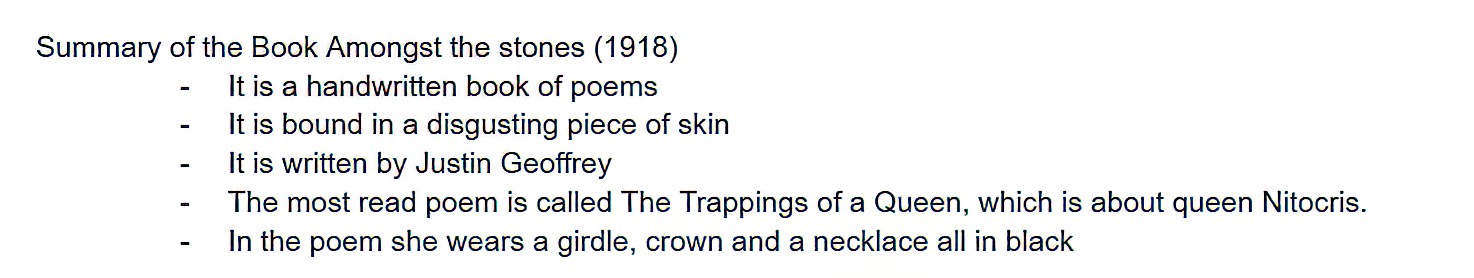 Summary of the Book Amongst the stones (1918)
- It is a handwritten book of poems
- It is bound in a disgusting piece of skin
- It is written by Justin Geoffrey
- The most read poem is called The Trappings of a Queen, which is about queen Nitocris.
- In the poem she wears a girdle, crown and a necklace all in black